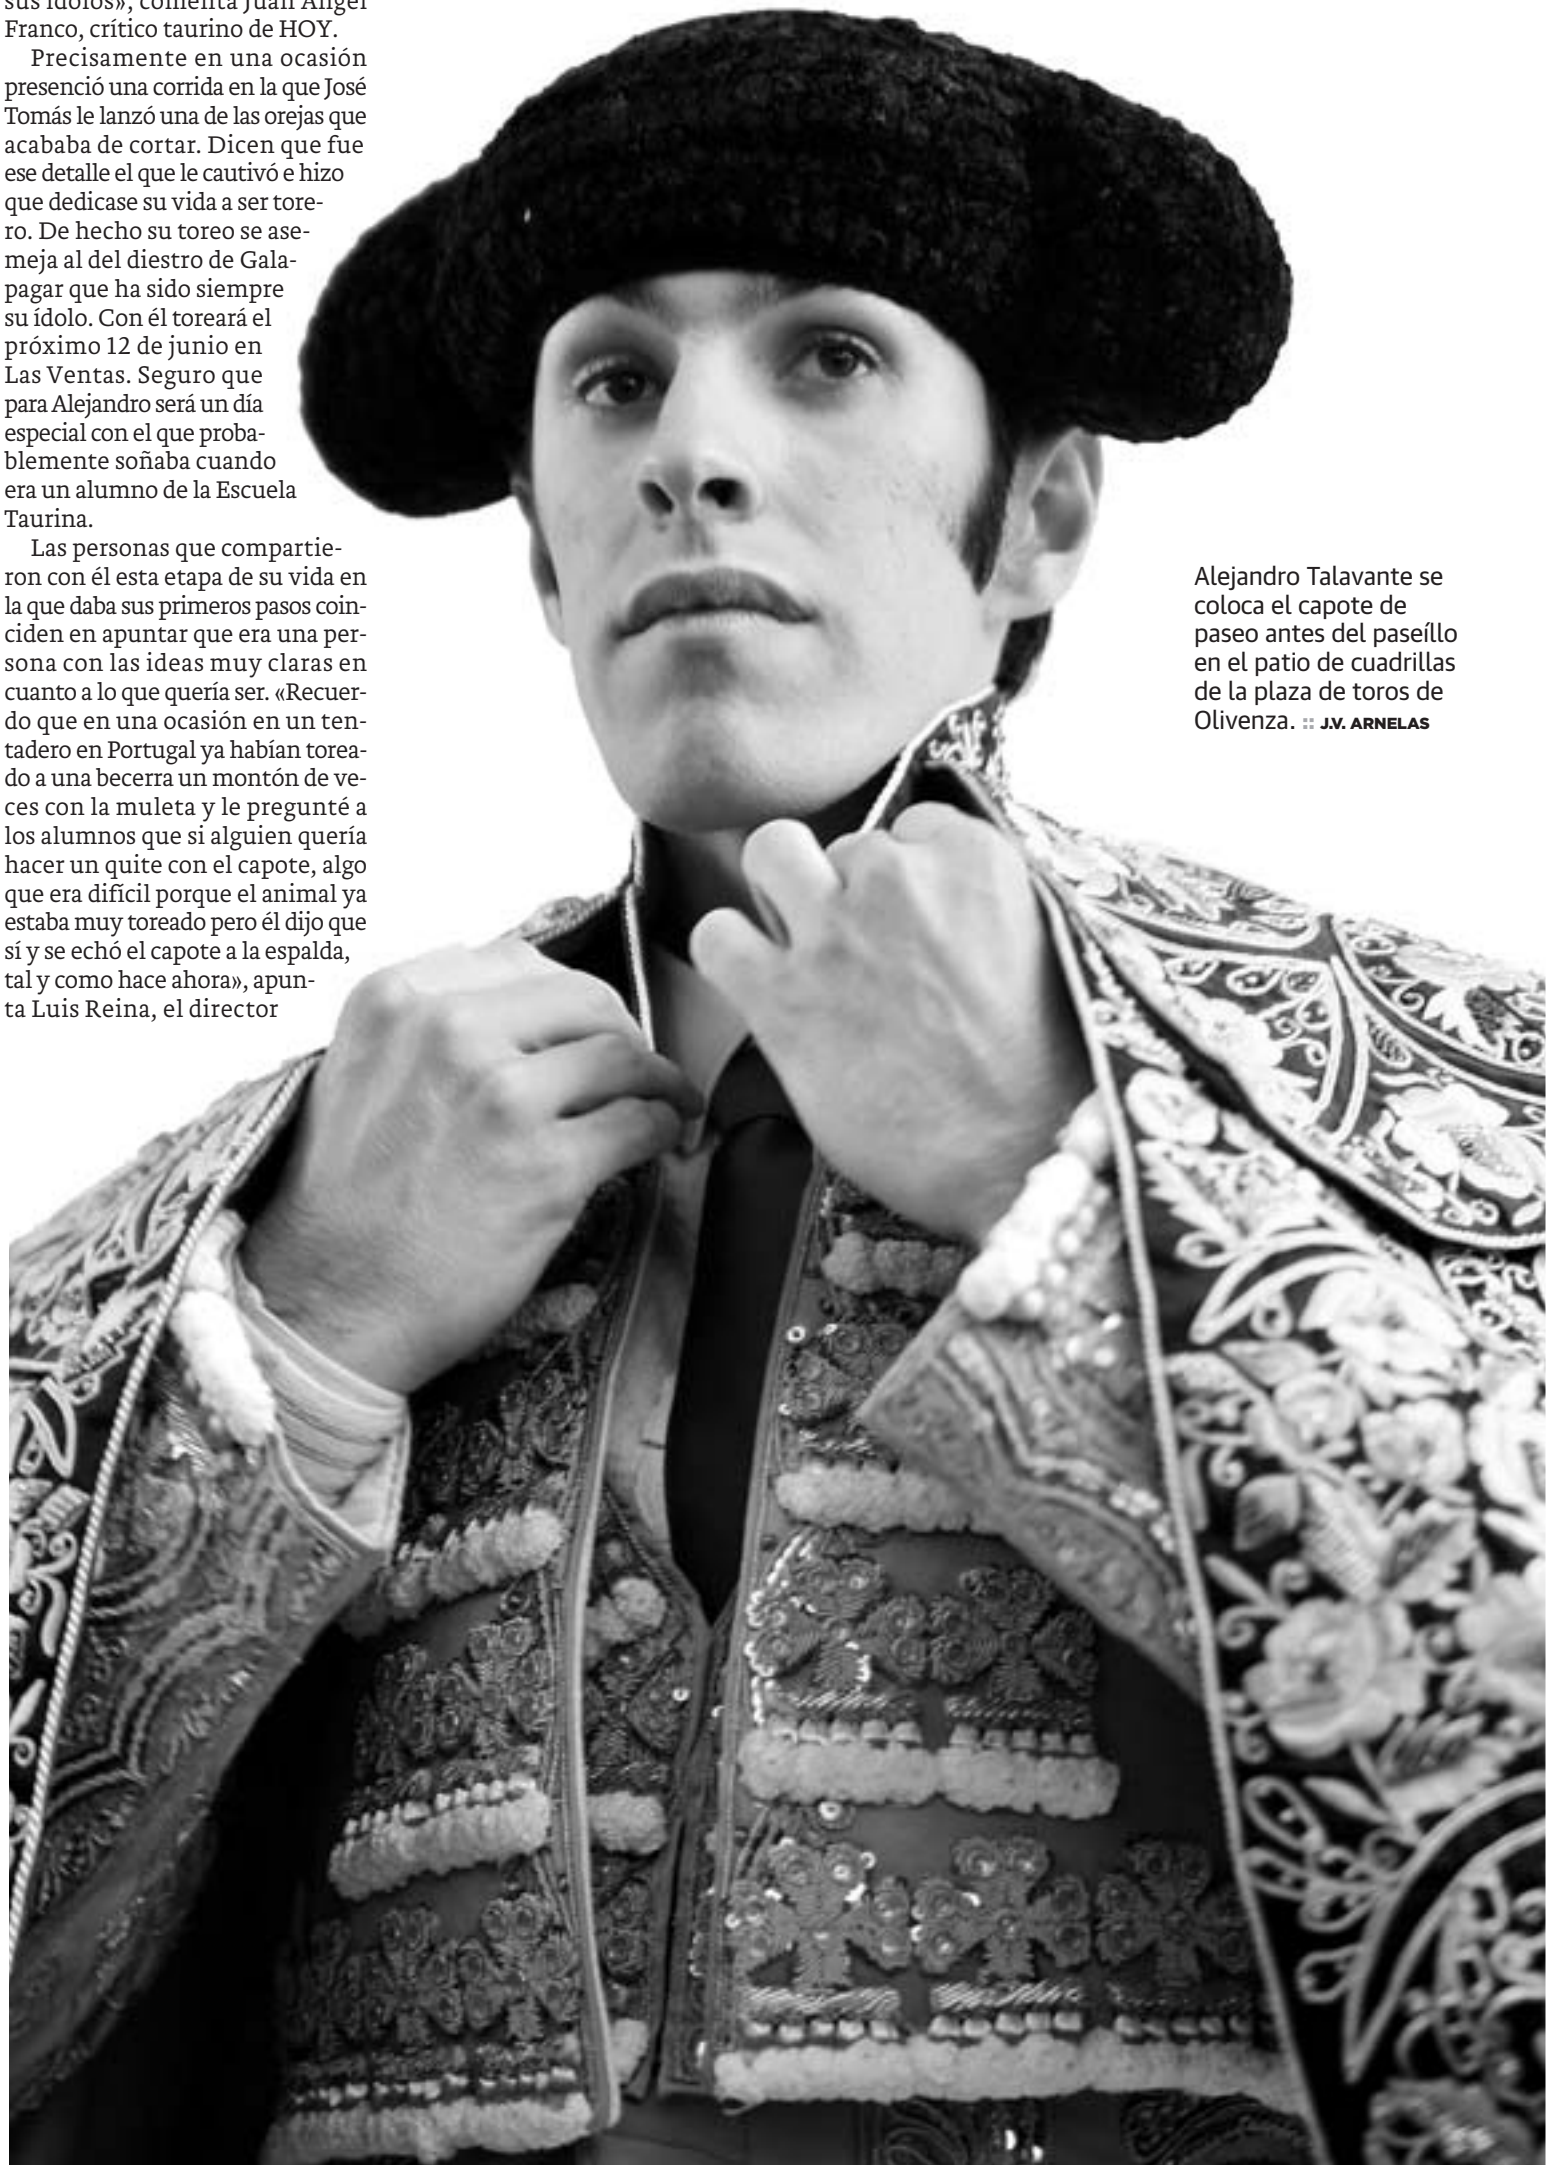 sus ídolos», comenta Juan Ángel
Franco, crítico taurino de HOY.
Precisamente en una ocasión
presenció una corrida en la que José
Tomás le lanzó una de las orejas que
acababa de cortar. Dicen que fue
ese detalle el que le cautivó e hizo
que dedicase su vida a ser tore-
ro. De hecho su toreo se ase-
meja al del diestro de Gala-
pagar que ha sido siempre
su ídolo. Con él toreará el
próximo 12 de junio en
Las Ventas. Seguro que
para Alejandro será un día
especial con el que proba-
blemente soñaba cuando
era un alumno de la Escuela
Taurina.
Las personas que compartie-
ron con él esta etapa de su vida en
la que daba sus primeros pasos coin-
ciden en apuntar que era una per-
sona con las ideas muy claras en
cuanto a lo que quería ser. «Recuer-
do que en una ocasión en un ten-
tadero en Portugal ya habían torea-
do a una becerra un montón de ve-
ces con la muleta y le pregunté a
los alumnos que si alguien quería
hacer un quite con el capote, algo
que era difícil porque el animal ya
estaba muy toreado pero él dijo que
sí y se echó el capote a la espalda,
tal y como hace ahora», apun-
ta Luis Reina, el director
Alejandro Talavante se
coloca el capote de
paseo antes del paseíllo
en el patio de cuadrillas
de la plaza de toros de
Olivenza. :: J.V. ARNELAS